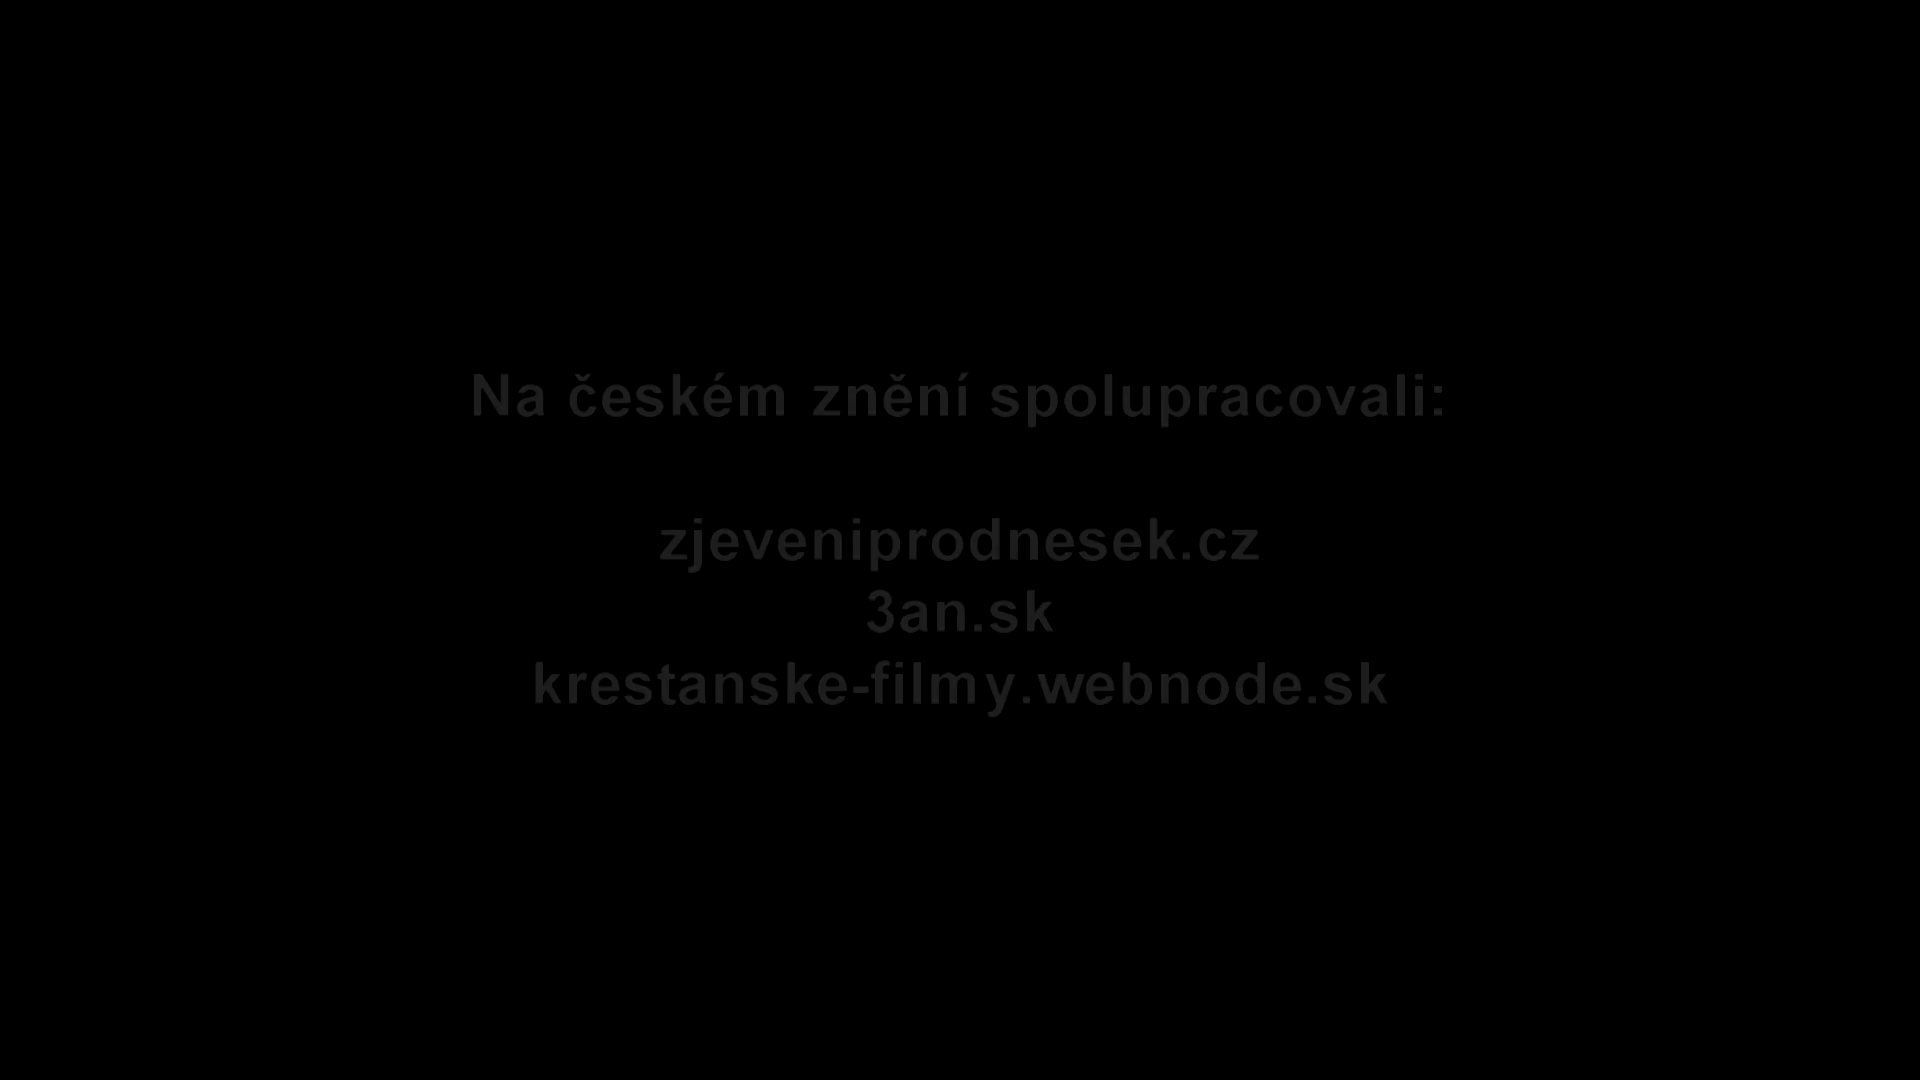 Na českém znění spolupracovali:
zjeveniprodnesek.cz
3an.sk
krestanske-filmy.webnode.sk